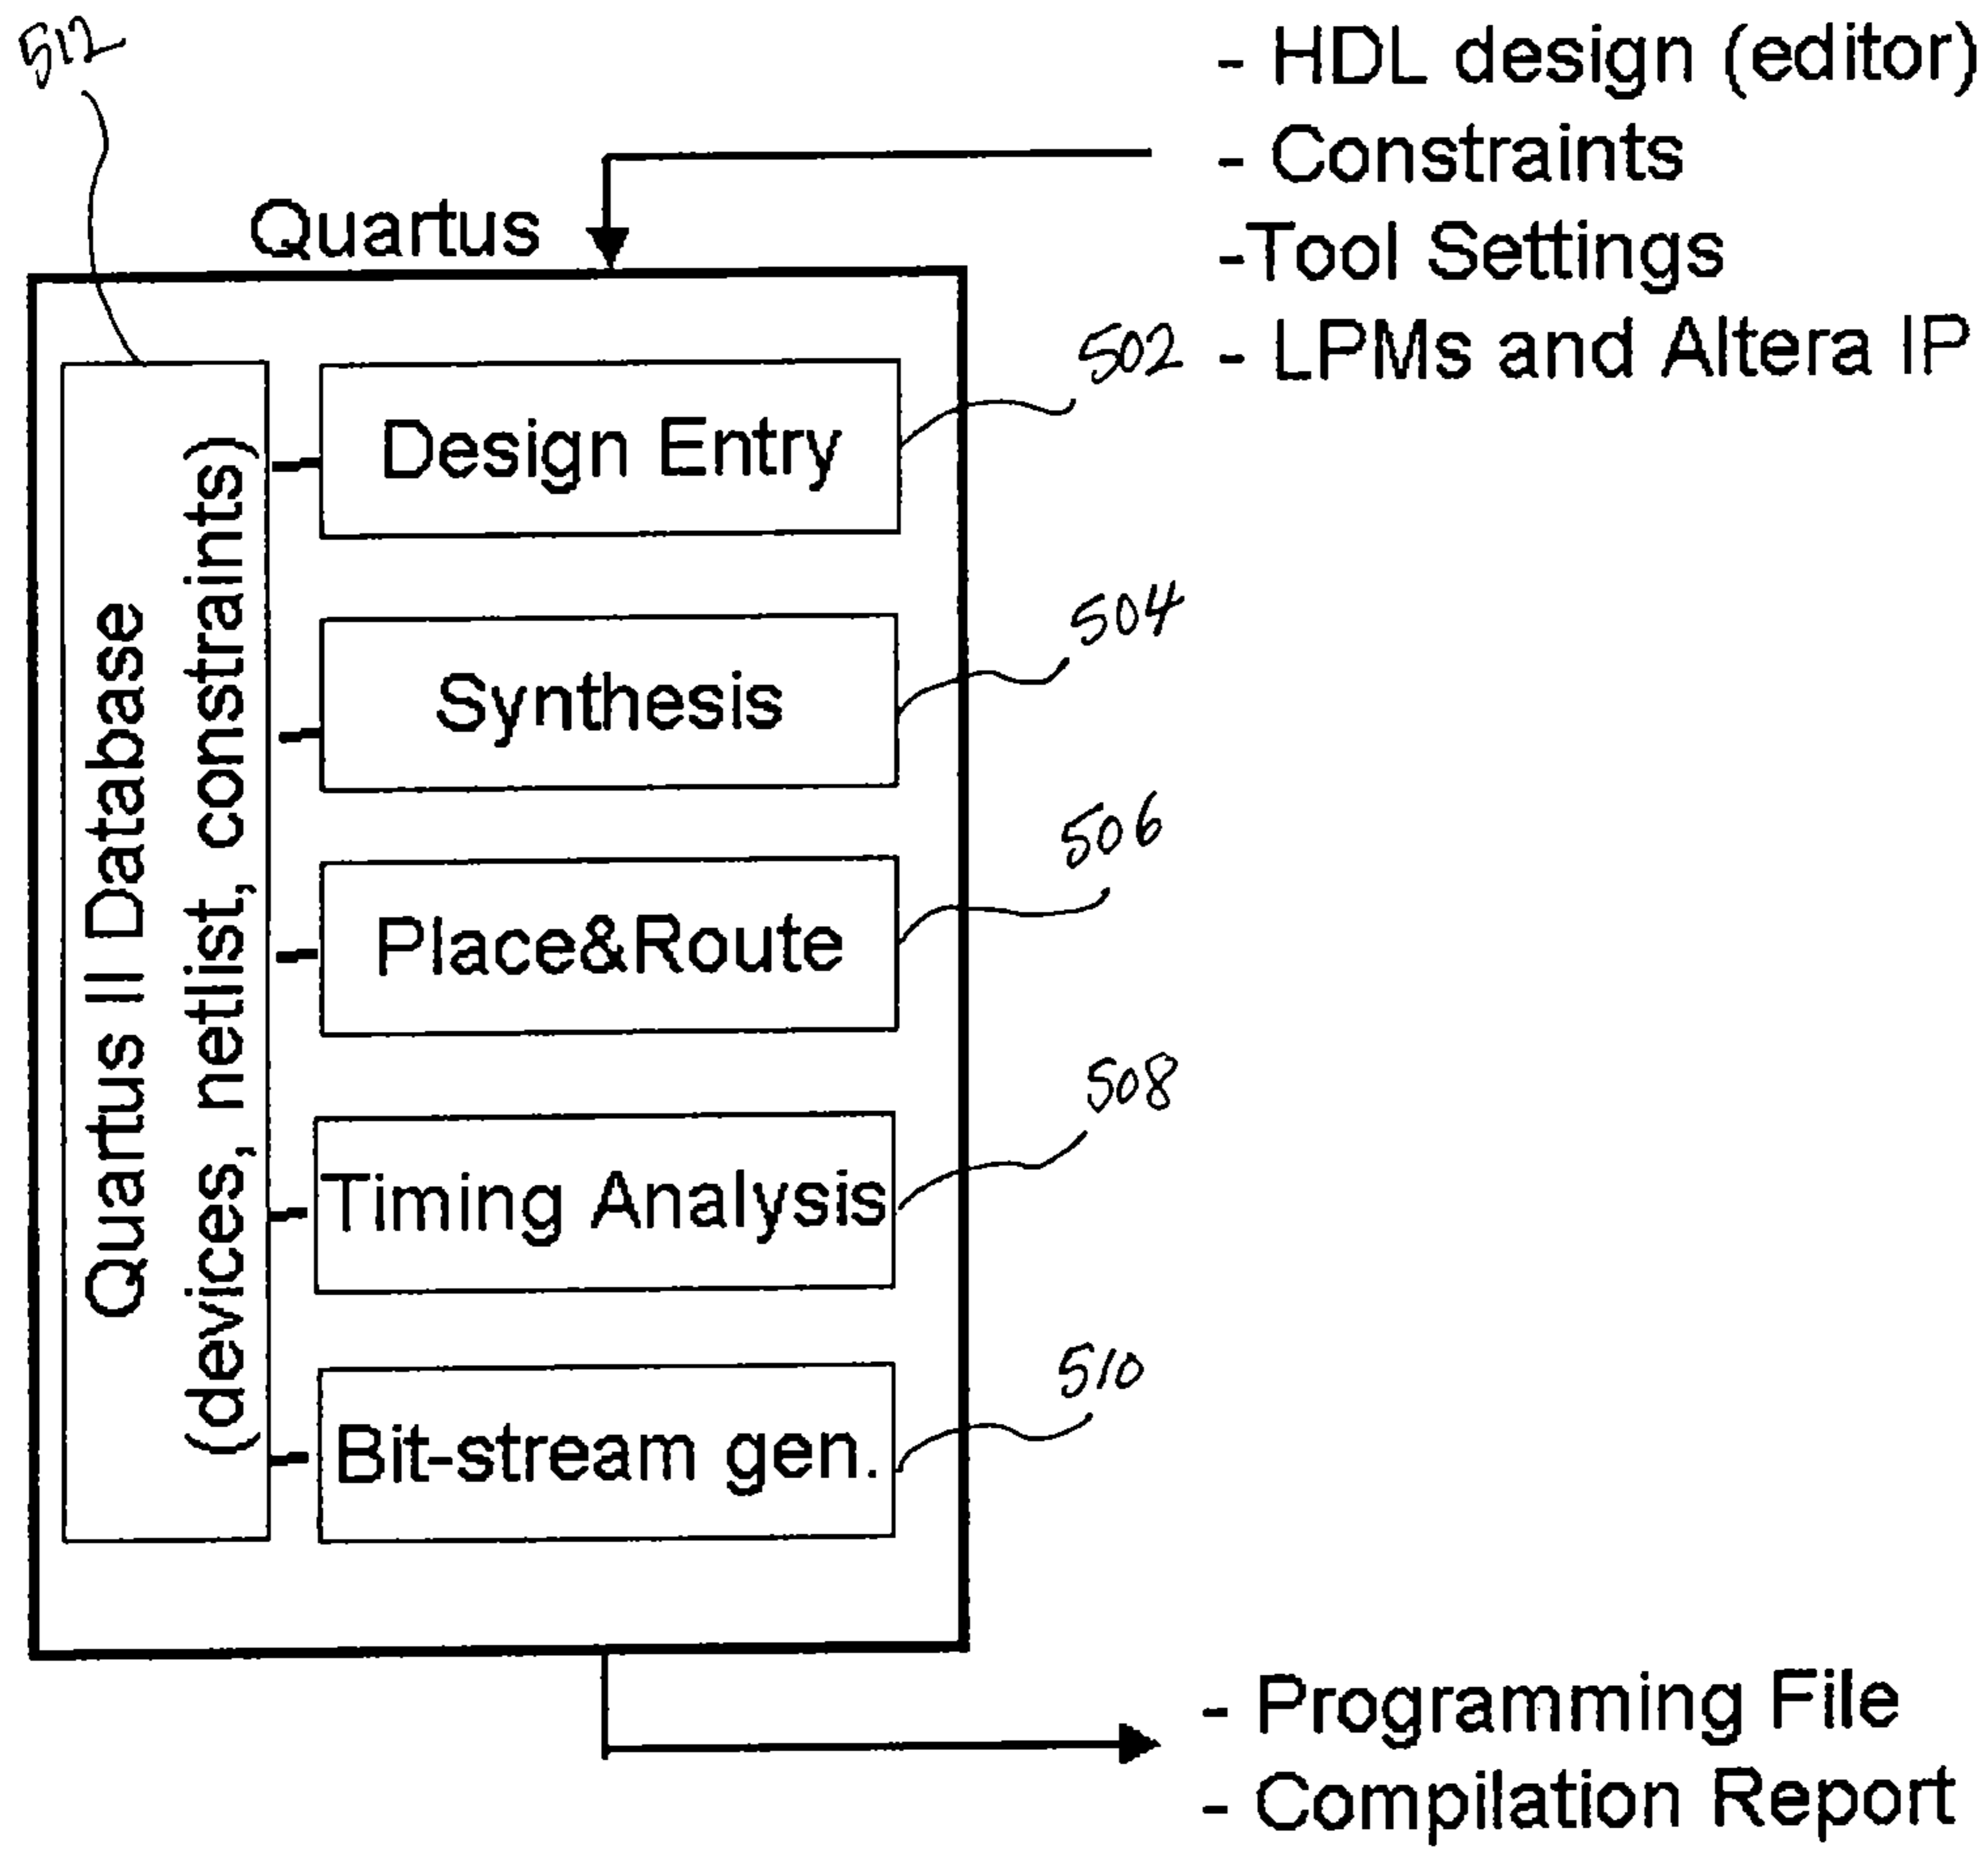 512
- HDL design (editor)
- Constraints
-Tool Settings
- LPMs and Altera IP
Quartus
Quartus II Database
(devices, netlist, constraints)
Design Entry
502
Synthesis
504
Place&Route
506
Timing Analysis
508
Bit-stream gen.
510
- Programming File
- Compilation Report